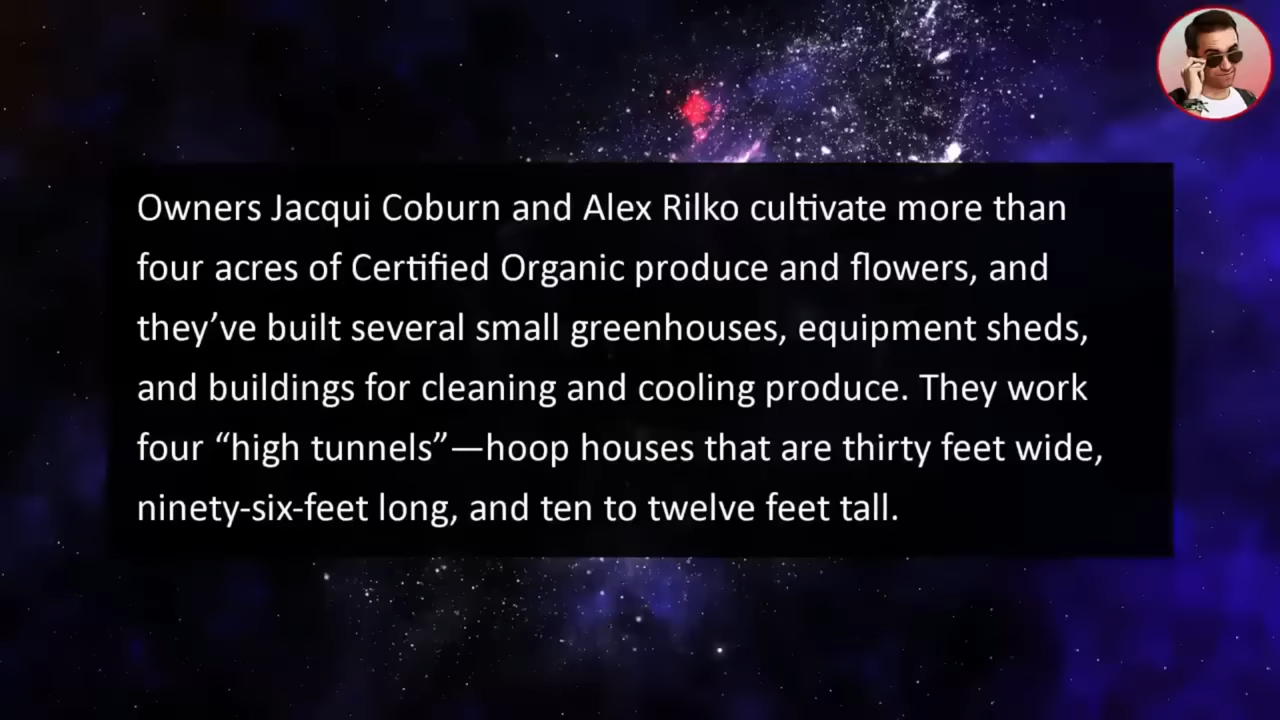 Owners Jacqui Coburn and Alex Rilko cultivate more than
four acres of Certified Organic produce and flowers, and
they’ve built several small greenhouses, equipment sheds,
and buildings for cleaning and cooling produce. They work
four “high tunnels”—hoop houses that are thirty feet wide,
ninety-six-feet long, and ten to twelve feet tall.